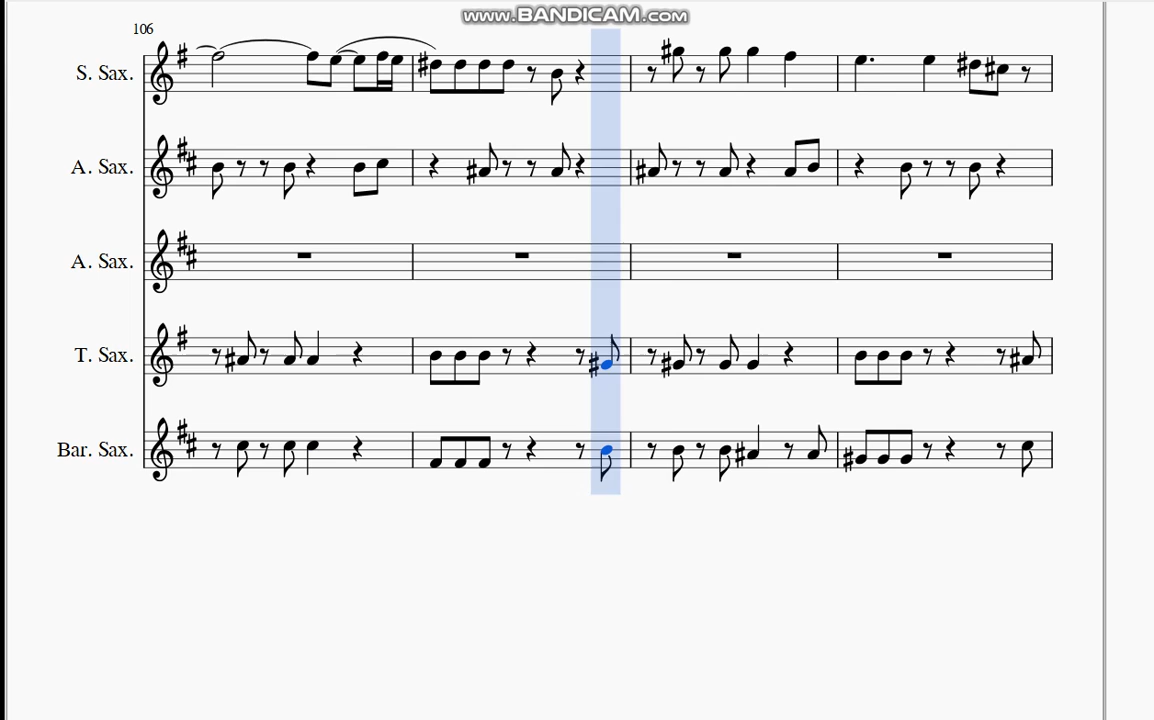 www.BANDICAM.com
106
S. Sax.
A. Sax.
A. Sax.
T. Sax.
Bar. Sax.